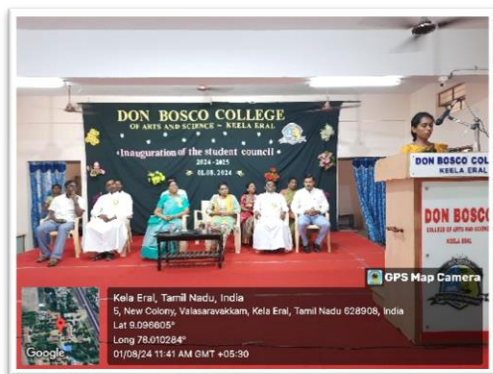 DON BOSCO COLLEGE
OF ARTS AND SCIENCE ~ KEELA ERAL
Inauguration of the student council
2024 - 2025
01.08.2024
DON BOSCO COL
KEELA ERAL
DON BOSCO
COLLEGE OF ARTS AND SCIENCE
KEELA ERAL
GPS Map Camera
Kela Eral, Tamil Nadu, India
5, New Colony, Valasaravakkam, Kela Eral, Tamil Nadu 628908, India
Lat 9.096605°
Long 78.010284°
01/08/24 11:41 AM GMT +05:30
Google